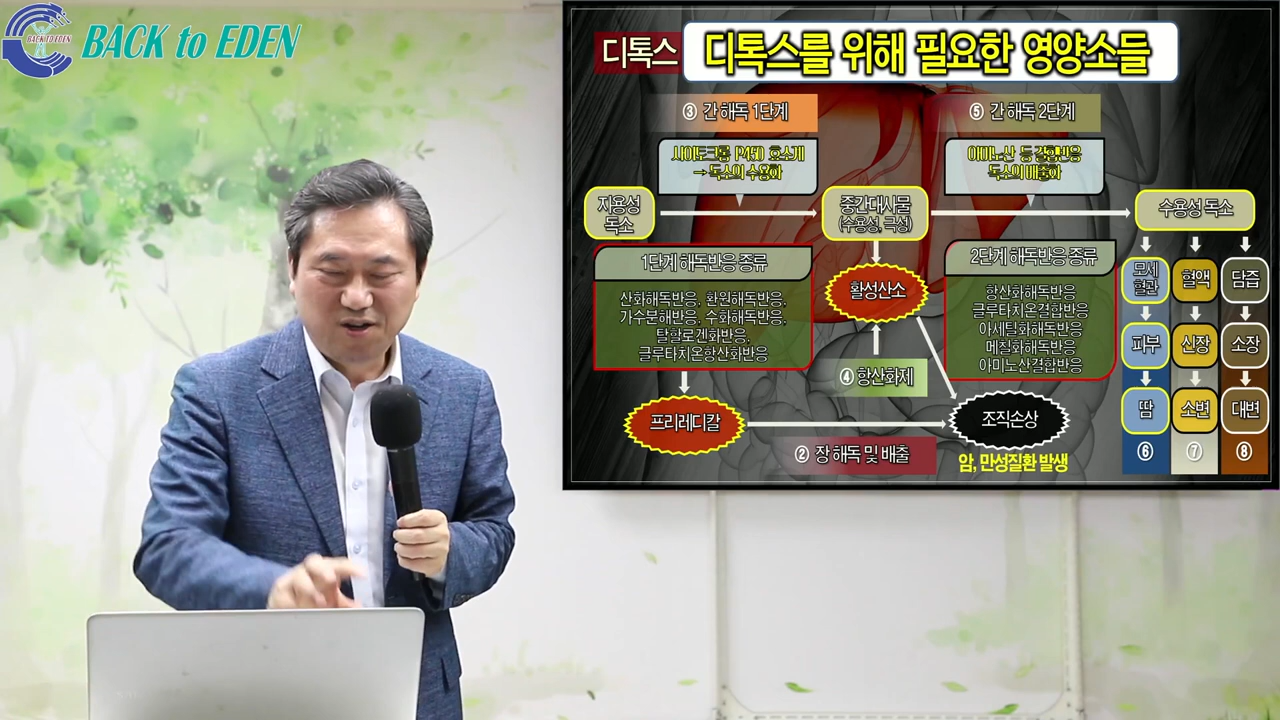 BACK TO EDEN
BACK to EDEN
디톡스
디톡스를 위해 필요한 영양소들
③ 간 해독 1단계
⑤ 간 해독 2단계
사이토크롬 P450 효소계
→ 독소의 수용화
아미노산 등 결합반응
독소의 배출화
지용성
독소
중간대사물
(수용성, 극성)
수용성 독소
1단계 해독반응 종류
산화해독반응, 환원해독반응,
가수분해반응, 수화해독반응,
탈할로겐화반응,
글루타치온항산화반응
활성산소
④ 항산화제
2단계 해독반응 종류
항산화해독반응
글루타치온결합반응
아세틸화해독반응
메칠화해독반응
아미노산결합반응
모세
혈관
혈액
담즙
피부
신장
소장
땀
소변
대변
⑥
⑦
⑧
프리래디칼
② 장 해독 및 배출
조직손상
암, 만성질환 발생